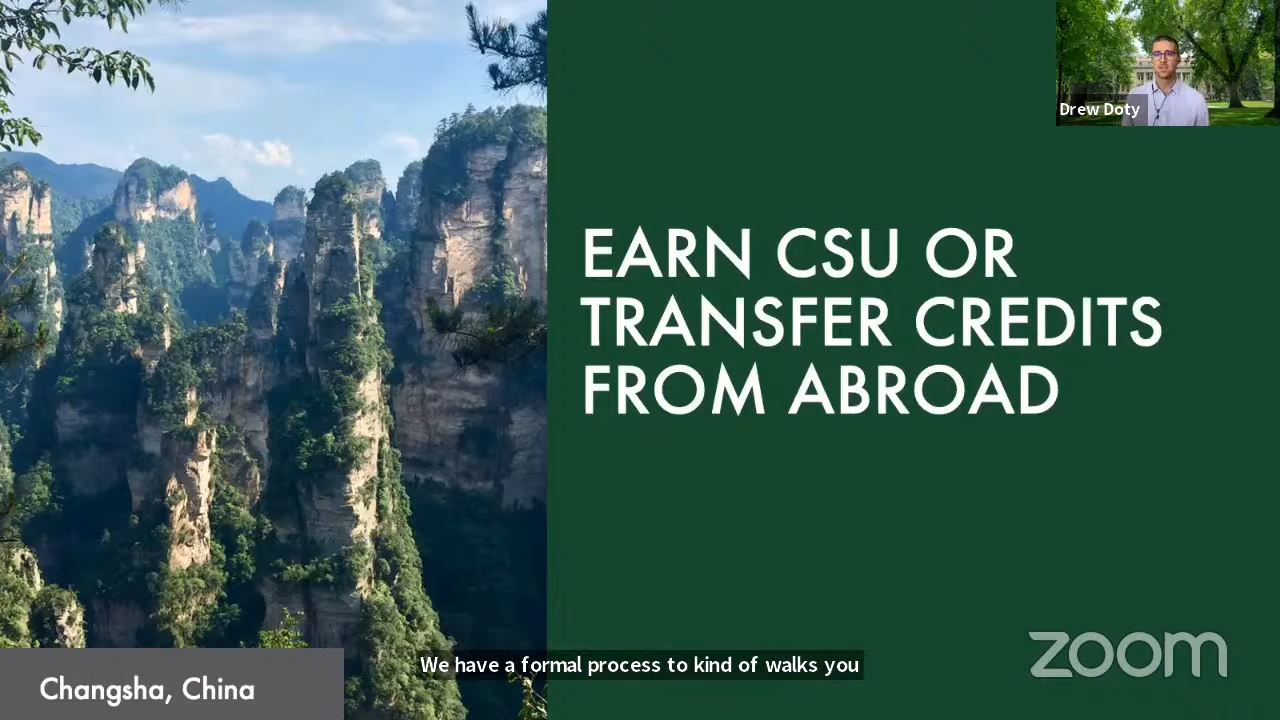 Drew Doty
EARN CSU OR
TRANSFER CREDITS
FROM ABROAD
zoom
We have a formal process to kind of walks you
Changsha, China